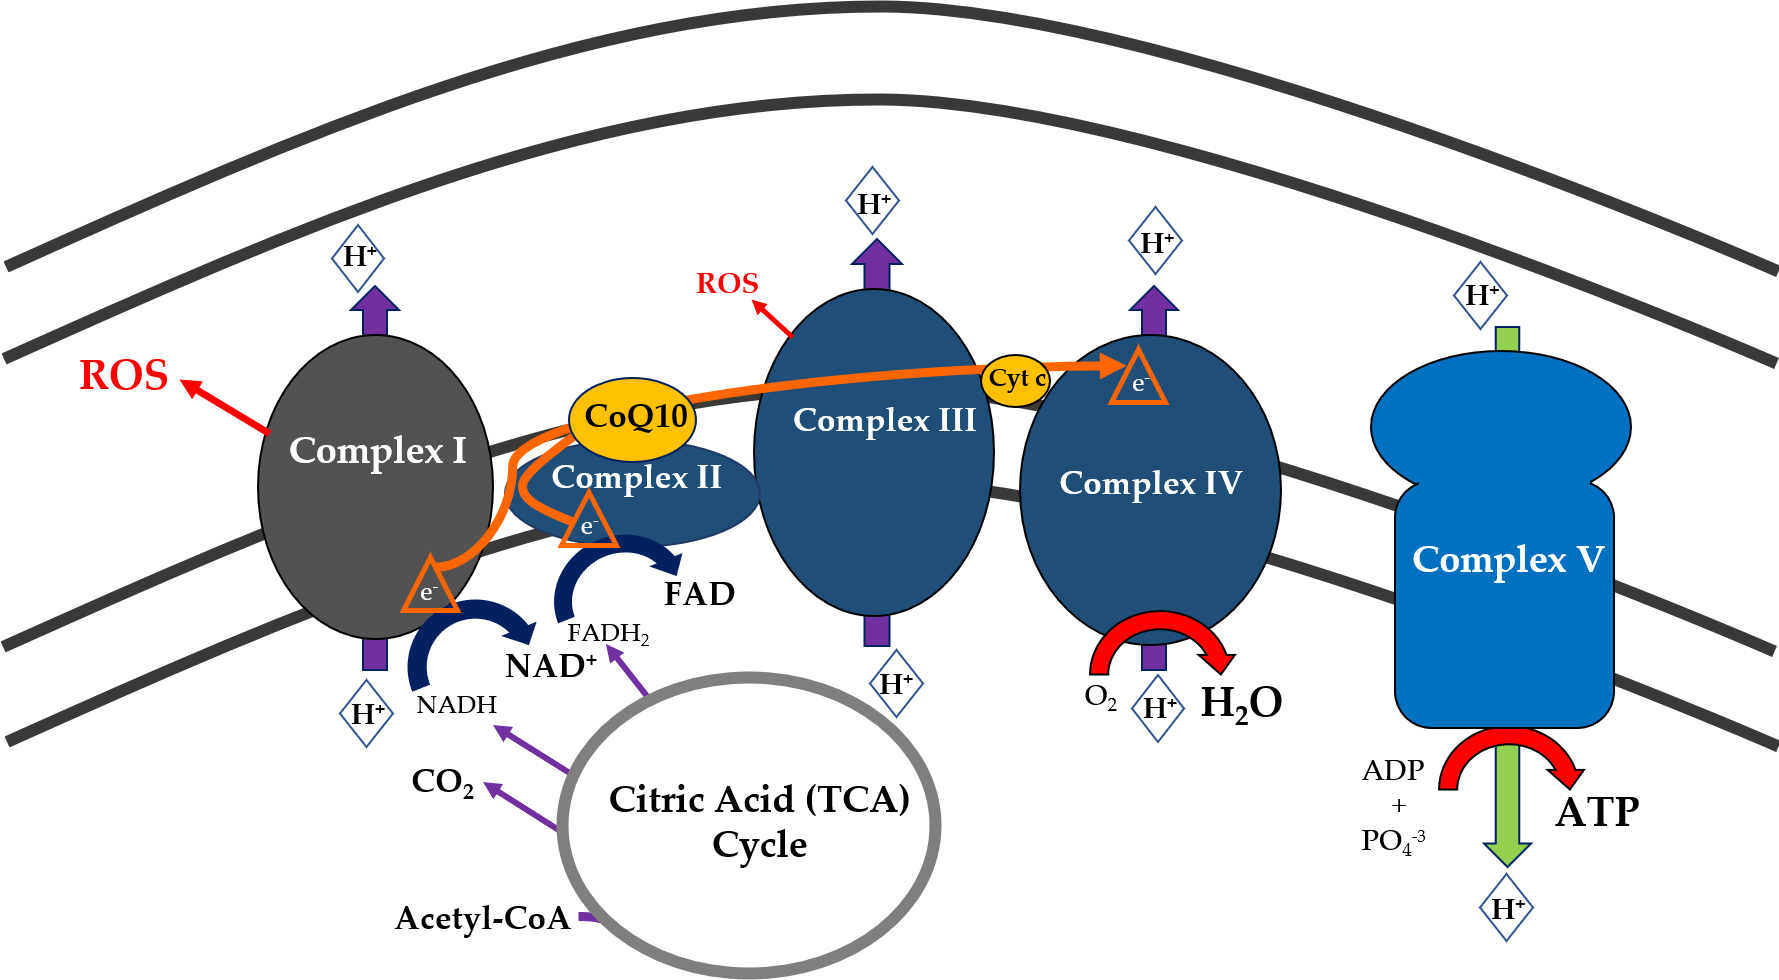 H⁺
H⁺
H⁺
ROS
H⁺
ROS
CoQ10
Cyt c
e⁻
Complex I
Complex II
Complex III
Complex IV
e⁻
e⁻
Complex V
FAD
FADH₂
NAD⁺
NADH
H⁺
H⁺
O₂
H⁺
H₂O
CO₂
Citric Acid (TCA)
Cycle
ADP
+
PO₄⁻³
ATP
Acetyl-CoA
H⁺